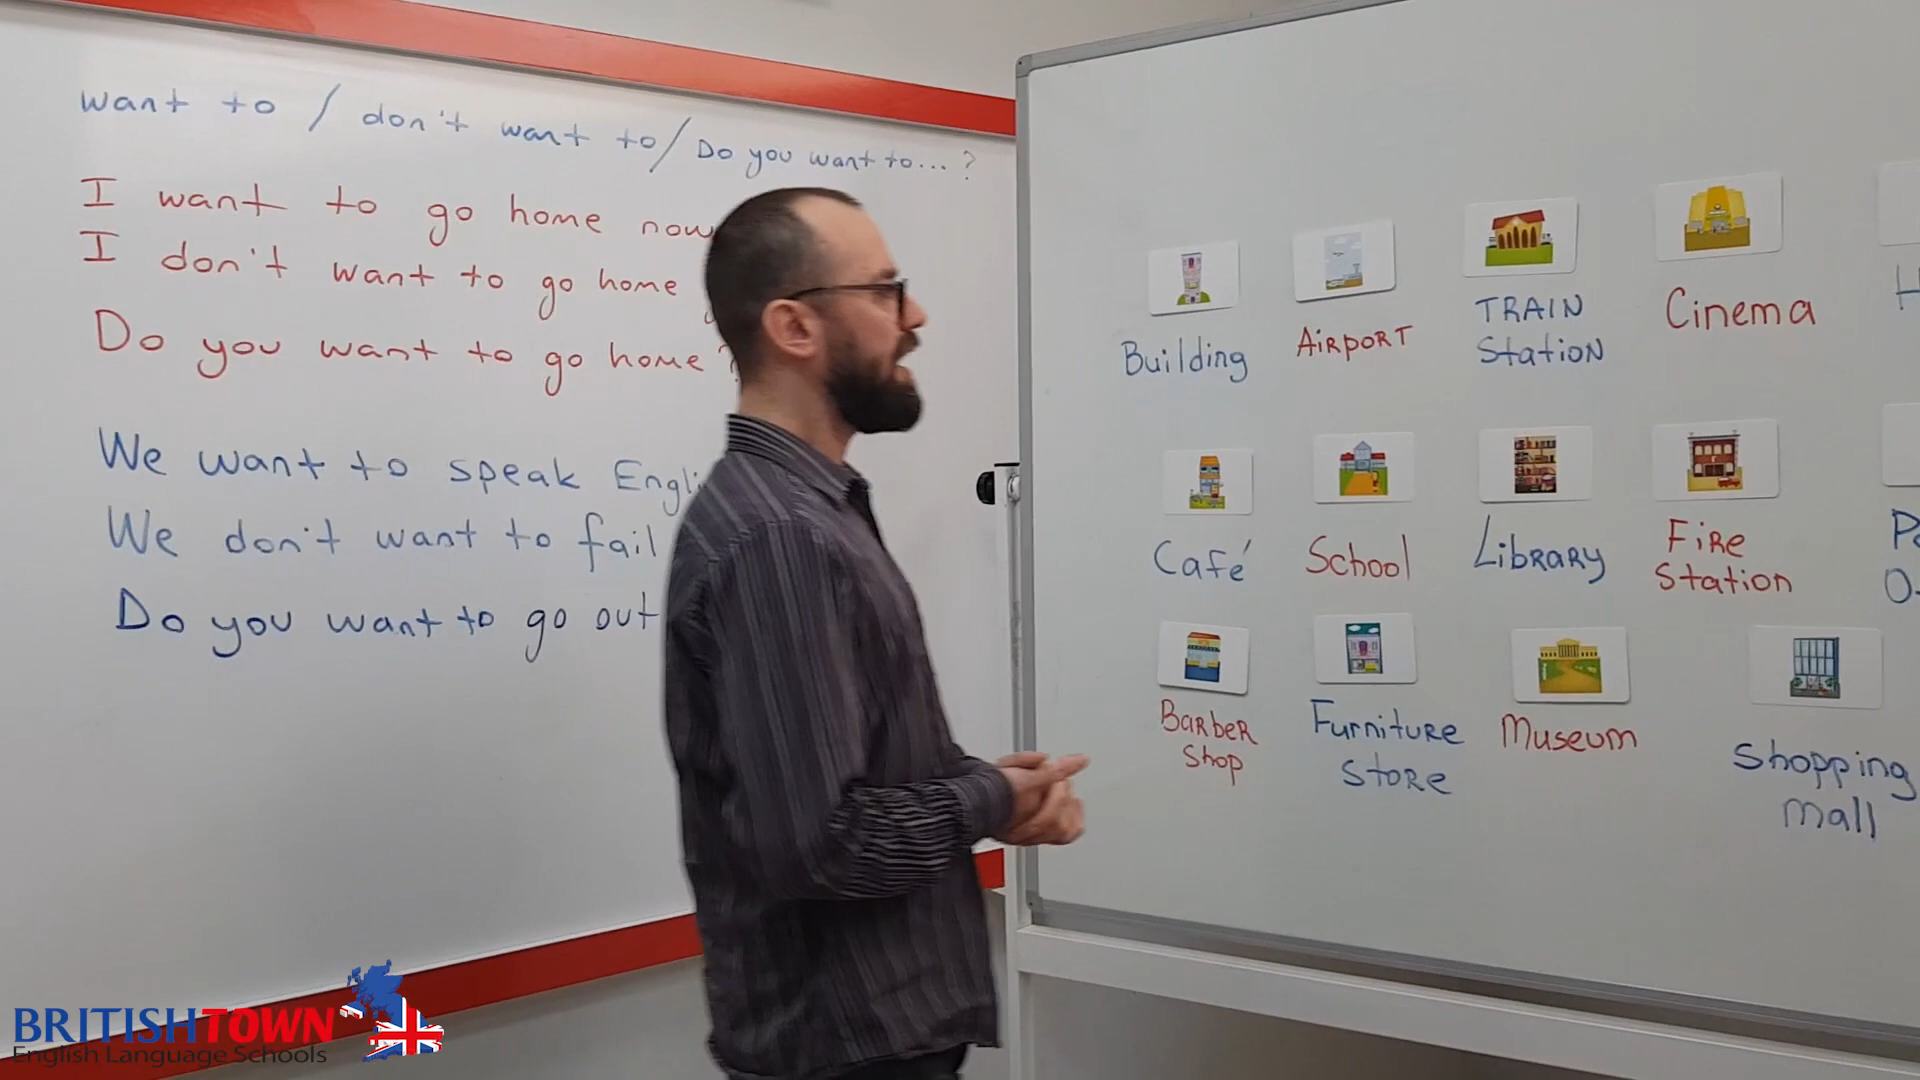 want to / don't want to / Do you want to... ?
I want to go home now
I don't want to go home
Do you want to go home?
We want to speak
We don't want to fail
Do you want to go out
Building
AIRPORT
TRAIN
Station
Cinema
Café
School
Library
Fire
Station
Barber
Shop
Furniture
Store
Museum
Shopping
Mall
BRITISHTOWN
English Language Schools